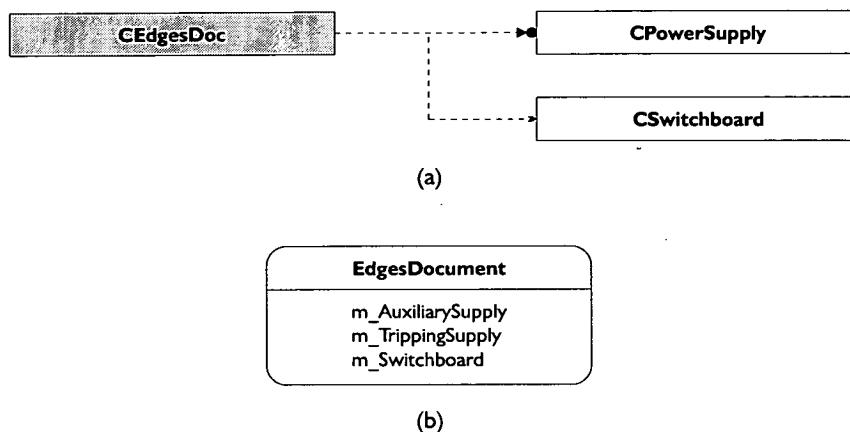 CEdgesDoc
CPowerSupply
CSwitchboard
(a)
EdgesDocument
m_AuxiliarySupply
m_TrippingSupply
m_Switchboard
(b)